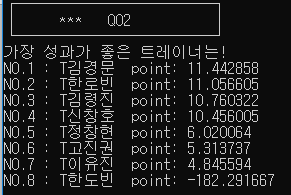 *** Q02
가장 성과가 좋은 트레이너는!
NO.1 : T김경문 point: 11.442858
NO.2 : T한로빈 point: 11.056605
NO.3 : T김령진 point: 10.760322
NO.4 : T신창호 point: 10.456005
NO.5 : T정창현 point: 6.020064
NO.6 : T고진권 point: 5.313737
NO.7 : T이유진 point: 4.845594
NO.8 : T한도빈 point: -182.291667